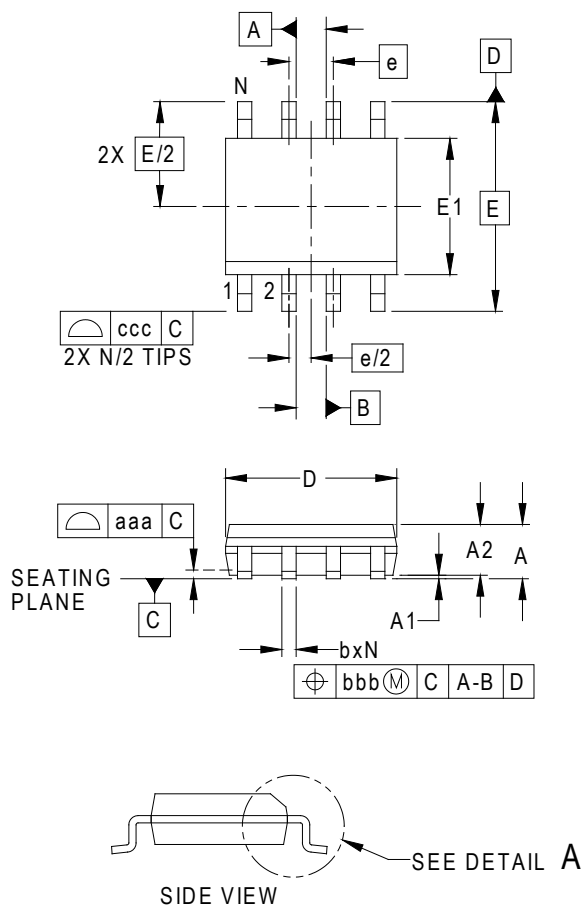 A
e
D
N
2X E/2
E1
E
1 2
ccc C
2X N/2 TIPS
e/2
B
D
aaa C
A2 A
SEATING
PLANE
C
A1
bxN
bbb Ⓜ C A-B D
SEE DETAIL A
SIDE VIEW